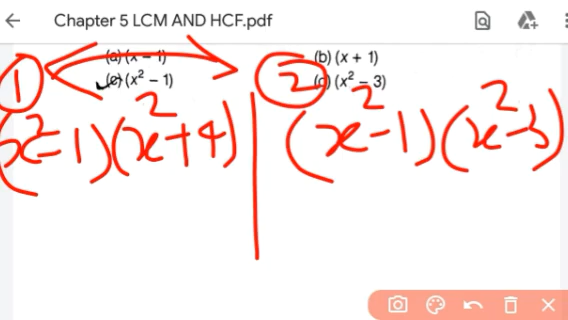 Chapter 5 LCM AND HCF.pdf
(a) (x – 1) (b) (x + 1)
(c) (x² – 1) (d) (x² – 3)
1 2
(x²-1)(x²+4) (x²-1)(x²-3)